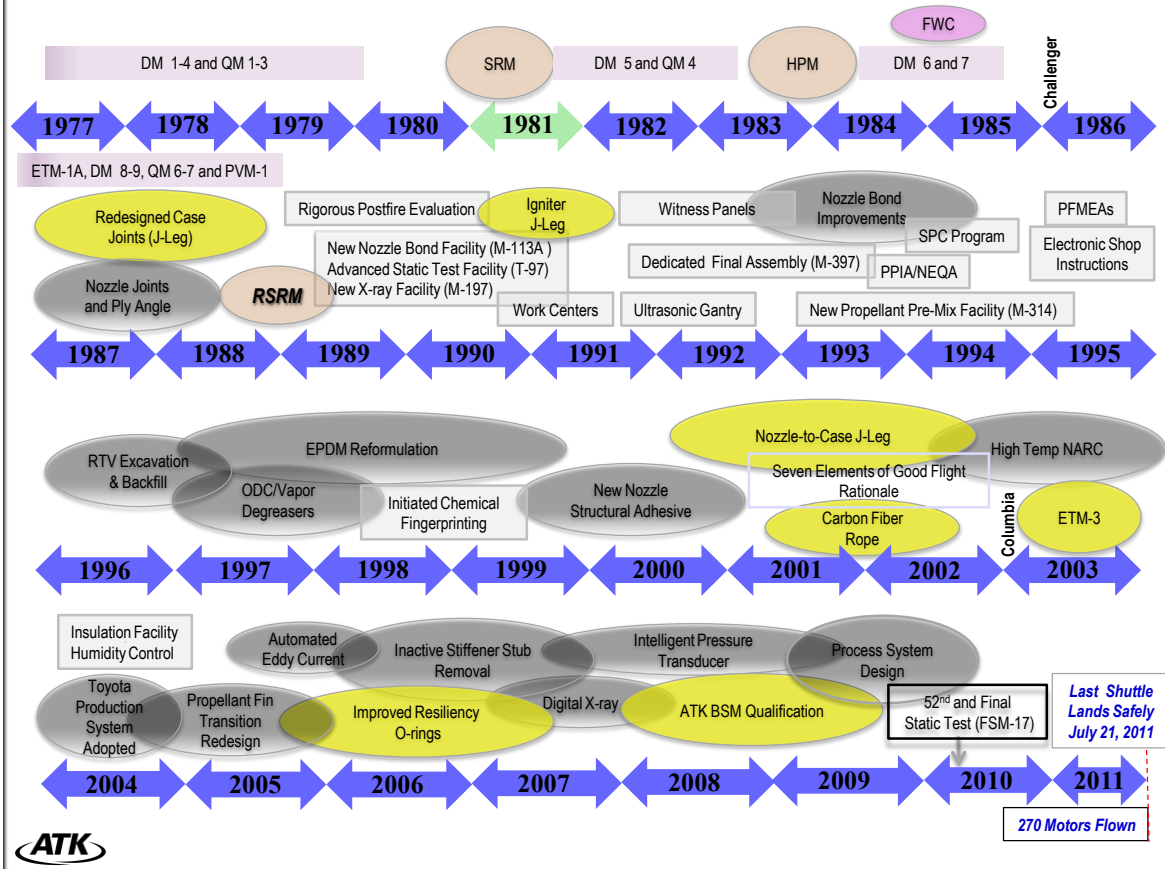 FWC
DM 1-4 and QM 1-3
SRM
DM 5 and QM 4
HPM
DM 6 and 7
Challenger
1977
1978
1979
1980
1981
1982
1983
1984
1985
1986
ETM-1A, DM 8-9, QM 6-7 and PVM-1
Redesigned Case
Joints (J-Leg)
Rigorous Postfire Evaluation
Igniter
J-Leg
Witness Panels
Nozzle Bond
Improvements
PFMEAs
SPC Program
Electronic Shop
Instructions
New Nozzle Bond Facility (M-113A )
Advanced Static Test Facility (T-97)
New X-ray Facility (M-197)
Dedicated Final Assembly (M-397)
PPIA/NEQA
Nozzle Joints
and Ply Angle
RSRM
Work Centers
Ultrasonic Gantry
New Propellant Pre-Mix Facility (M-314)
1987
1988
1989
1990
1991
1992
1993
1994
1995
RTV Excavation
& Backfill
EPDM Reformulation
ODC/Vapor
Degreasers
Initiated Chemical
Fingerprinting
New Nozzle
Structural Adhesive
Nozzle-to-Case J-Leg
Seven Elements of Good Flight
Rationale
Carbon Fiber
Rope
High Temp NARC
Columbia
ETM-3
1996
1997
1998
1999
2000
2001
2002
2003
Insulation Facility
Humidity Control
Automated
Eddy Current
Inactive Stiffener Stub
Removal
Intelligent Pressure
Transducer
Process System
Design
Toyota
Production
System
Adopted
Propellant Fin
Transition
Redesign
Improved Resiliency
O-rings
Digital X-ray
ATK BSM Qualification
52nd and Final
Static Test (FSM-17)
Last Shuttle
Lands Safely
July 21, 2011
2004
2005
2006
2007
2008
2009
2010
2011
270 Motors Flown
ATK